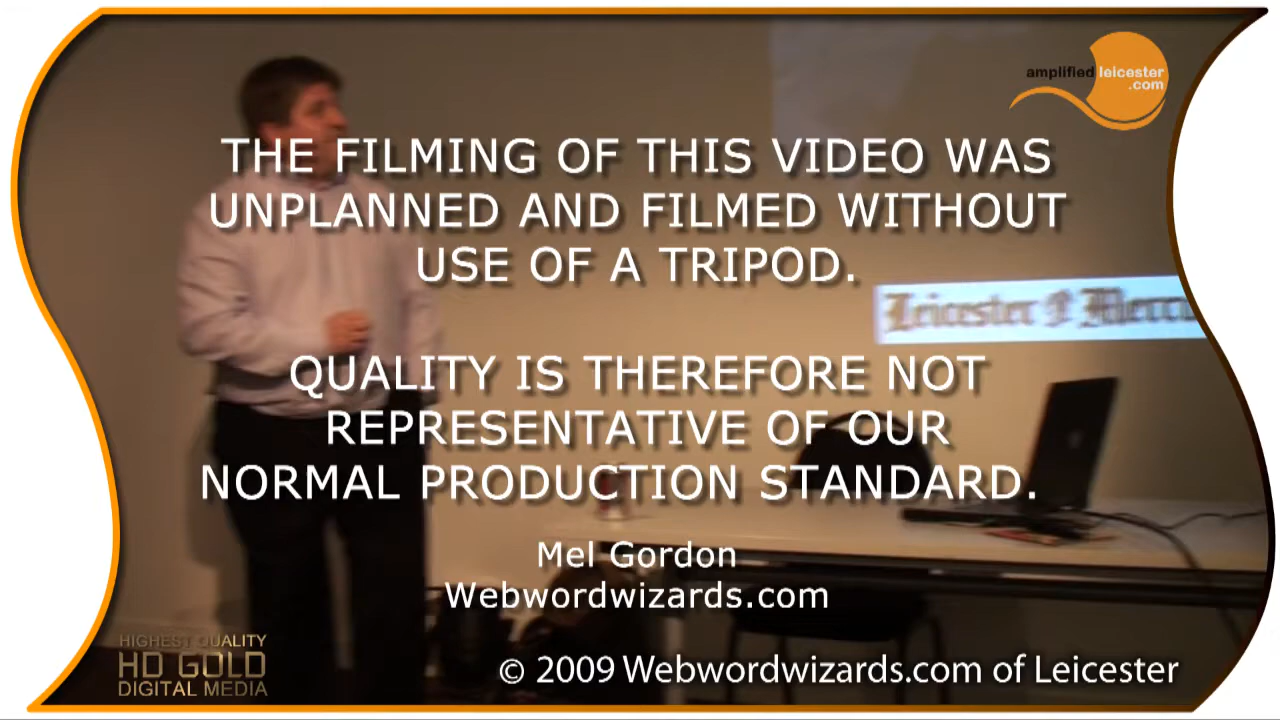 amplified leicester
.com
THE FILMING OF THIS VIDEO WAS
UNPLANNED AND FILMED WITHOUT
USE OF A TRIPOD.
Leicester
QUALITY IS THEREFORE NOT
REPRESENTATIVE OF OUR
NORMAL PRODUCTION STANDARD.
Mel Gordon
Webwordwizards.com
HIGHEST QUALITY
HD GOLD
DIGITAL MEDIA
© 2009 Webwordwizards.com of Leicester